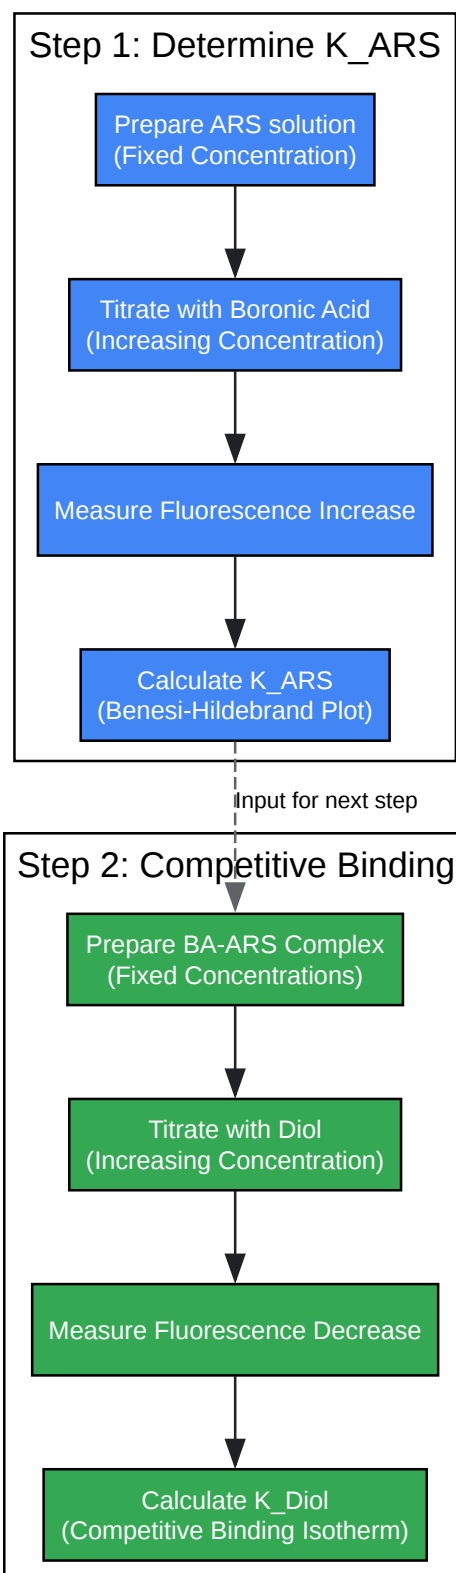 Step 1: Determine K_ARS
Prepare ARS solution
(Fixed Concentration)
Titrate with Boronic Acid
(Increasing Concentration)
Measure Fluorescence Increase
Calculate K_ARS
(Benesi-Hildebrand Plot)
Input for next step
Step 2: Competitive Binding
Prepare BA-ARS Complex
(Fixed Concentrations)
Titrate with Diol
(Increasing Concentration)
Measure Fluorescence Decrease
Calculate K_Diol
(Competitive Binding Isotherm)